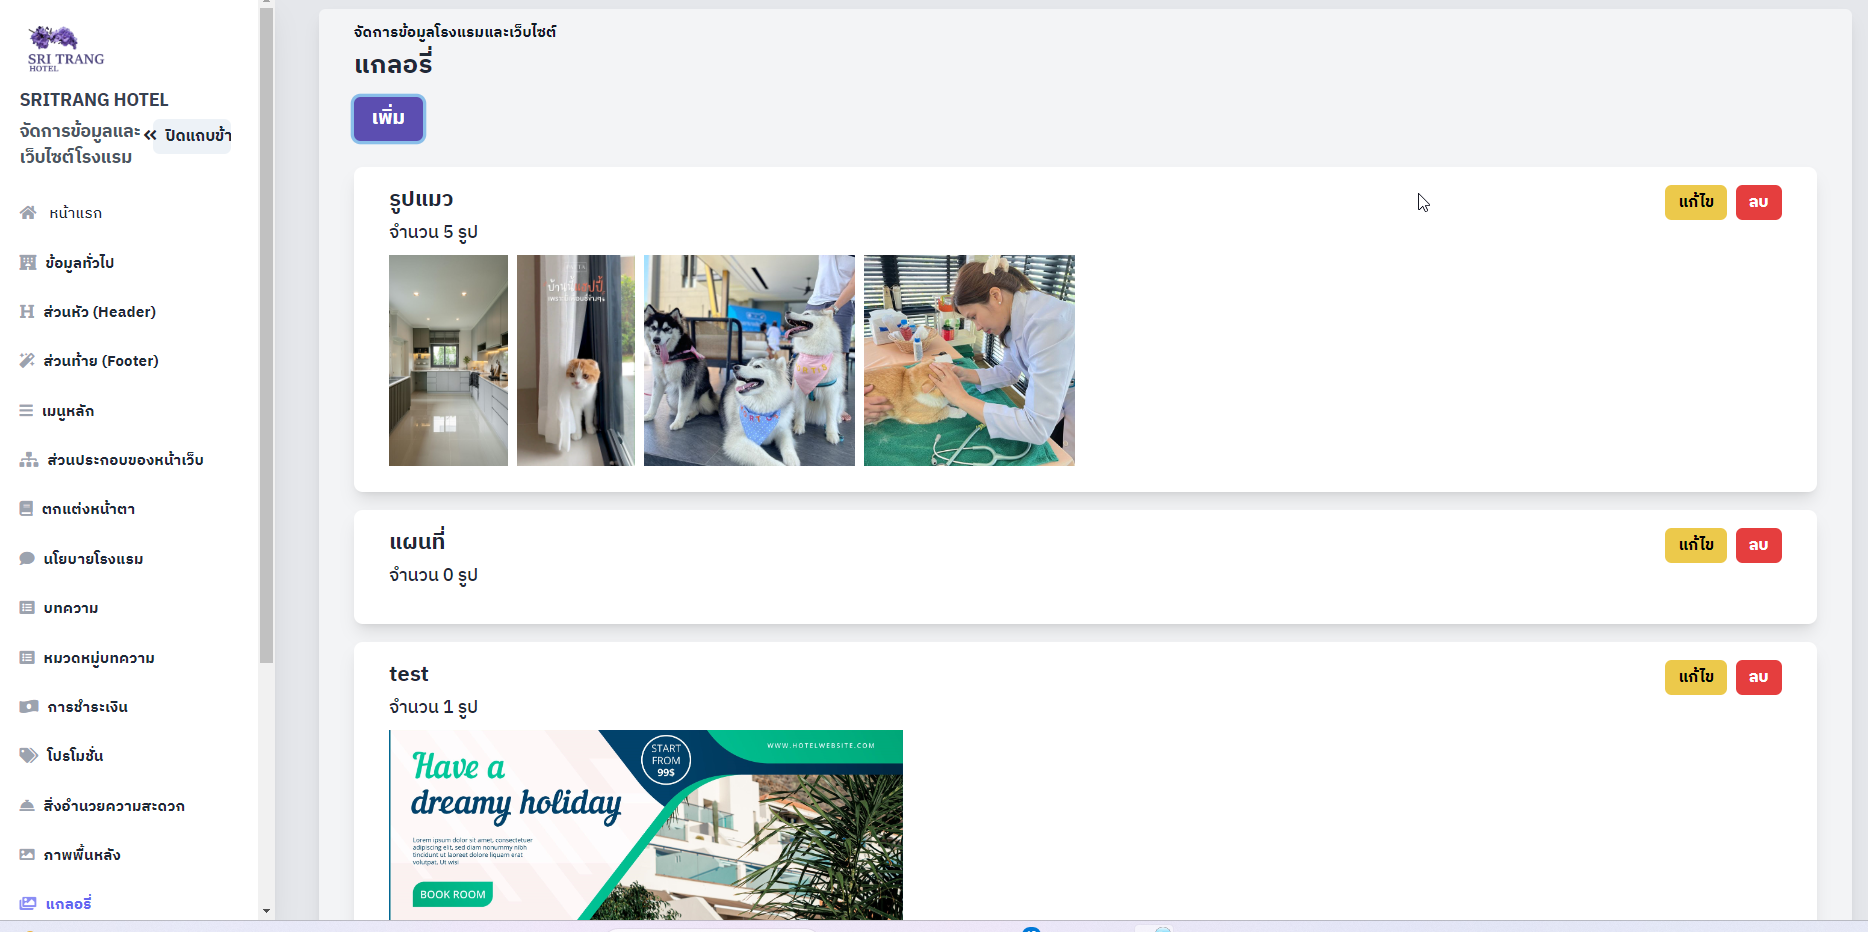 SRI TRANG
HOTEL
SRITRANG HOTEL
จัดการข้อมูลและ
เว็บไซต์โรงแรม
ปิดแถบข้า
หน้าแรก
ข้อมูลทั่วไป
ส่วนหัว (Header)
ส่วนท้าย (Footer)
เมนูหลัก
ส่วนประกอบของหน้าเว็บ
ตกแต่งหน้าตา
นโยบายโรงแรม
บทความ
หมวดหมู่บทความ
การชำระเงิน
โปรโมชั่น
สิ่งอำนวยความสะดวก
ภาพพื้นหลัง
แกลอรี่
จัดการข้อมูลโรงแรมและเว็บไซต์
แกลอรี่
เพิ่ม
รูปแมว
แก้ไข ลบ
จำนวน 5 รูป
แผนที่
แก้ไข ลบ
จำนวน 0 รูป
test
แก้ไข ลบ
จำนวน 1 รูป
Have a
dreamy holiday
START
FROM
99$
WWW.HOTELWEBSITE.COM
Lorem ipsum dolor sit amet, consectetuer
adipiscing elit, sed diam nonummy nibh
tincidunt ut laoreet dolore liquam erat
volutpat. Ut wisi
BOOK ROOM